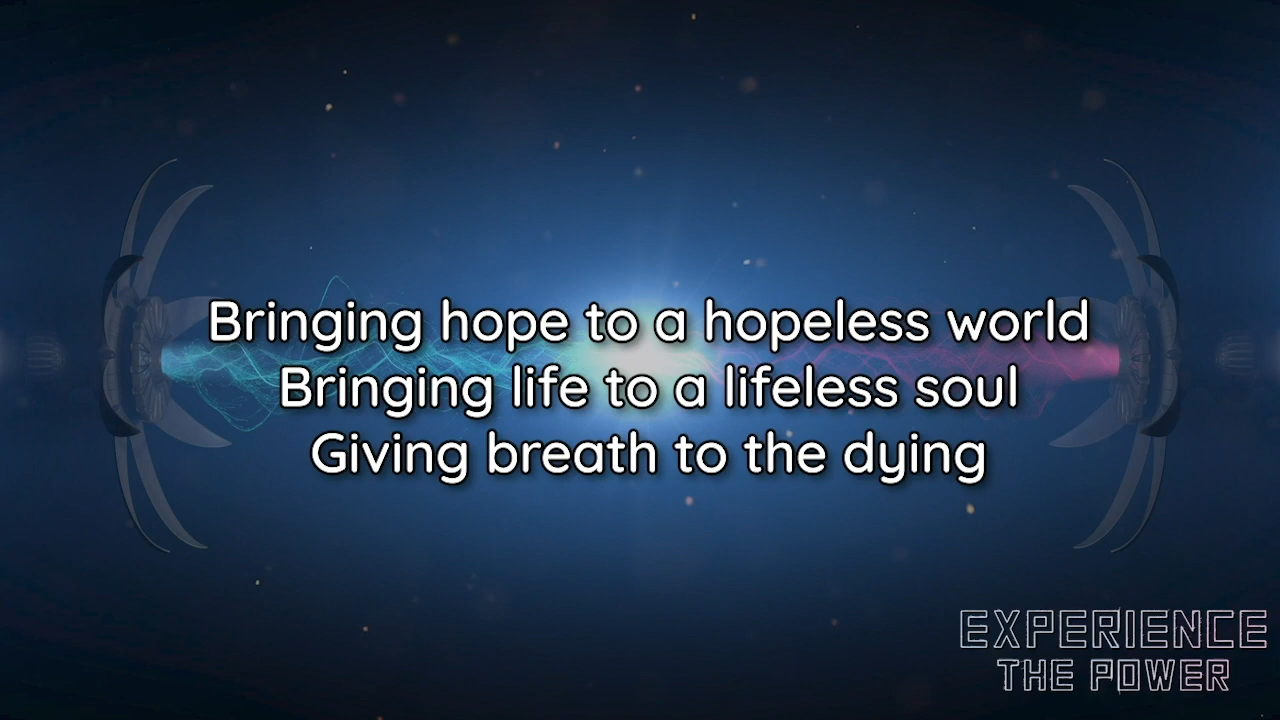 Bringing hope to a hopeless world
Bringing life to a lifeless soul
Giving breath to the dying
EXPERIENCE
THE POWER